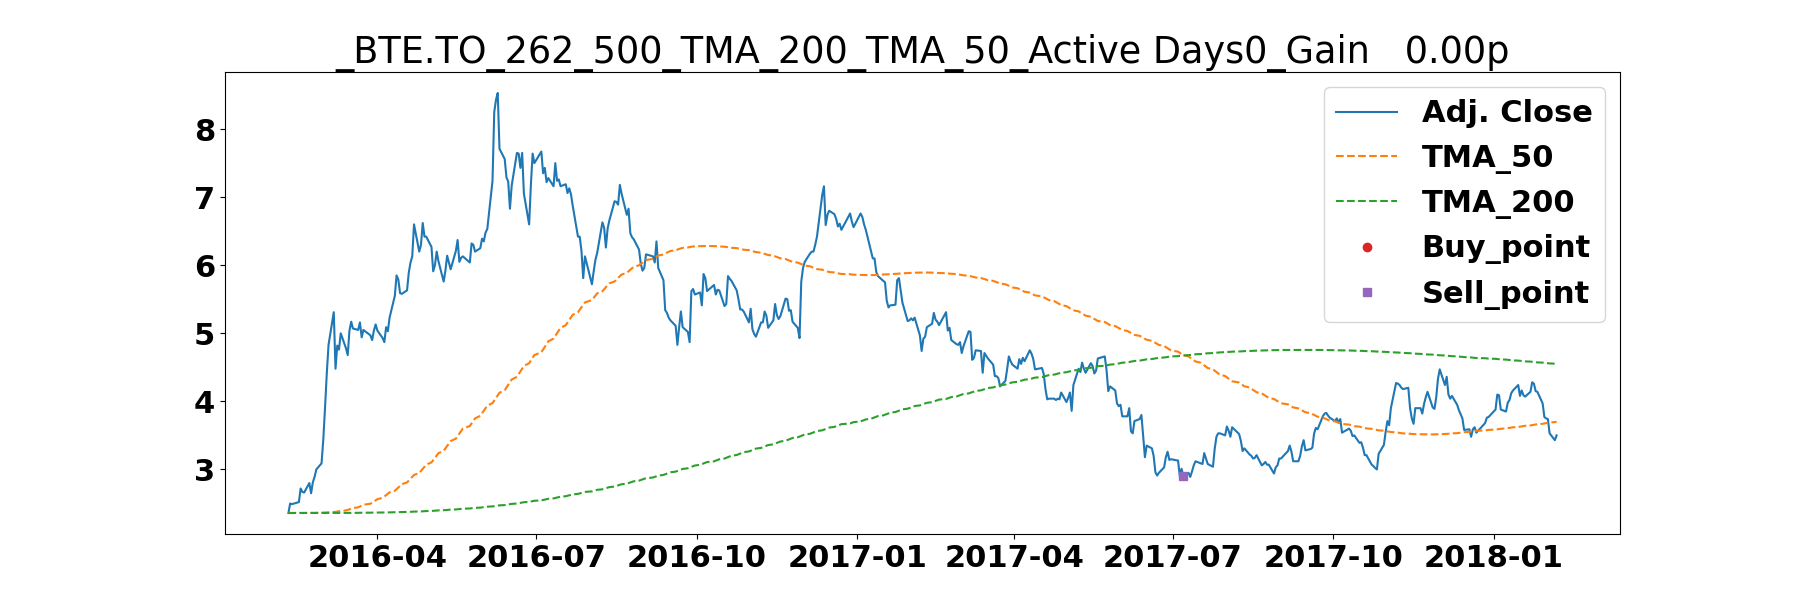 _BTE.TO_262_500_TMA_200_TMA_50_Active Days0_Gain   0.00p
Adj. Close
TMA_50
TMA_200
Buy_point
Sell_point
8
7
6
5
4
3
2016-04 2016-07 2016-10 2017-01 2017-04 2017-07 2017-10 2018-01